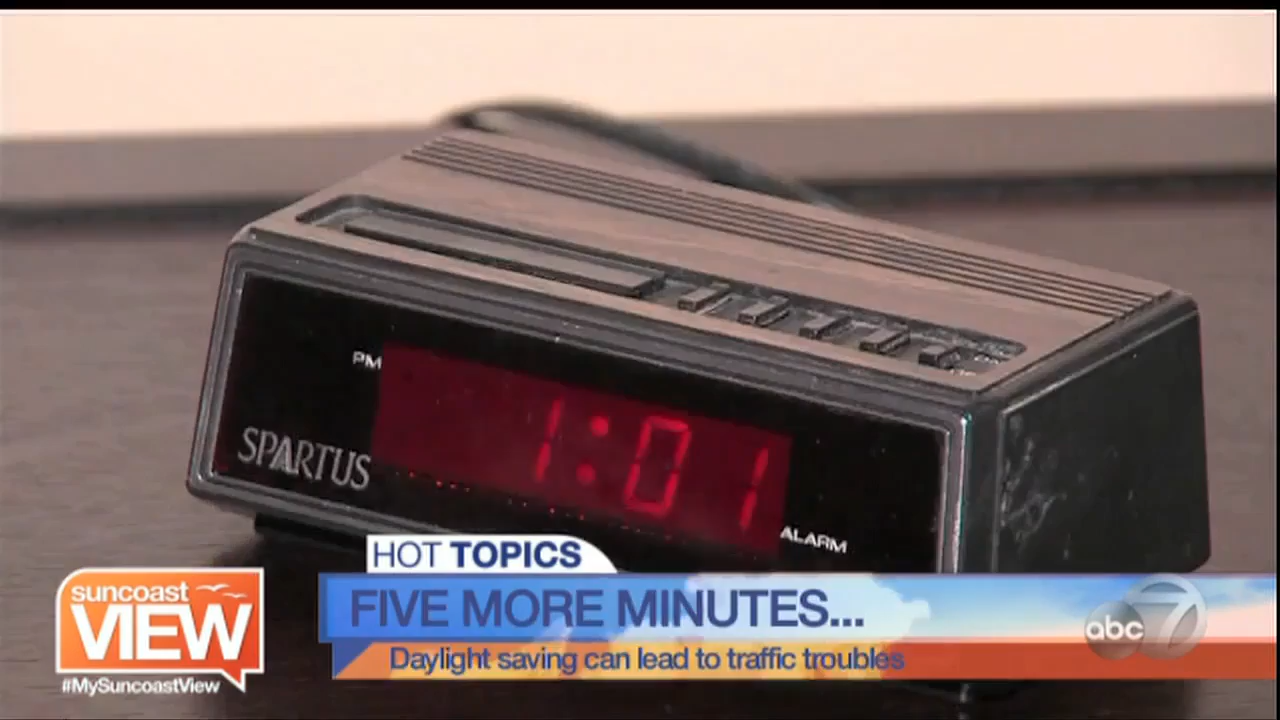 PM
1:01
SPARTUS
ALARM
HOT TOPICS
FIVE MORE MINUTES...
Daylight saving can lead to traffic troubles
suncoast
VIEW
#MySuncoastView
abc 7